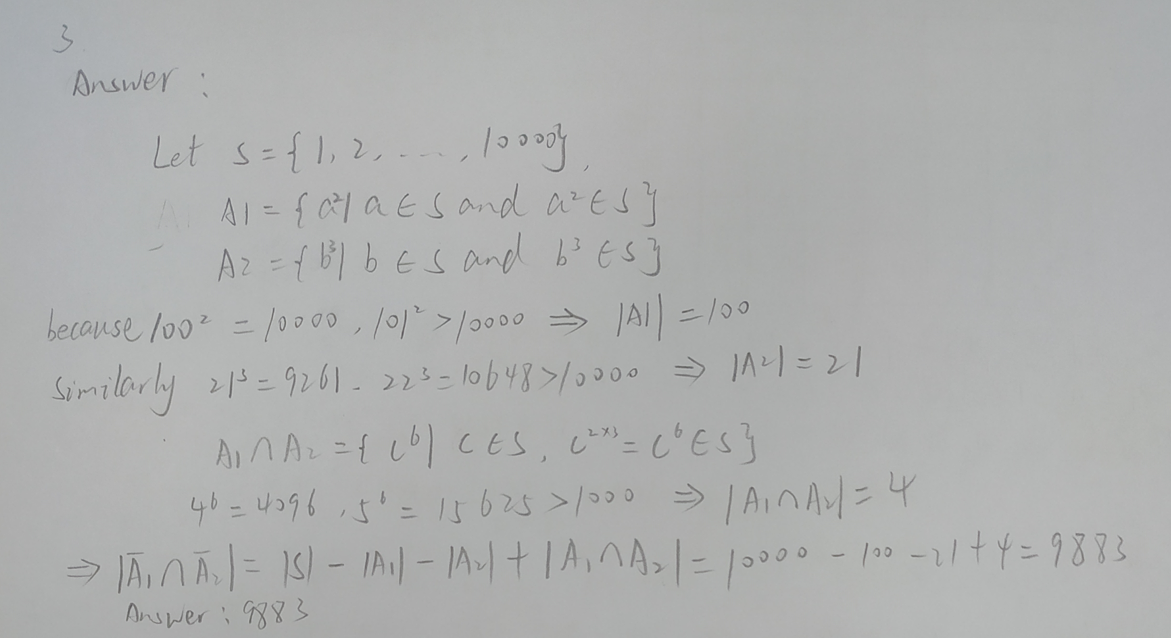 3
Answer :
Let S = {1, 2, ...., 10000},
A1 = {a²| a ∈ S and a² ∈ S}
A2 = {b³| b ∈ S and b³ ∈ S}
because 100² = 10000, 101² > 10000 ⇒ |A1| = 100
Similarly 21³ = 9261. 22³ = 10648 > 10000 ⇒ |A2| = 21
A₁ ∩ A₂ = { C⁶ | C ∈ S, C²ˣ³ = C⁶ ∈ S}
4⁶ = 4096, 5⁶ = 15625 > 1000 ⇒ |A₁ ∩ A₂| = 4
⇒ |Ā₁ ∩ Ā₂| = |S| - |A₁| - |A₂| + |A₁ ∩ A₂| = 10000 - 100 - 21 + 4 = 9883
Answer : 9883